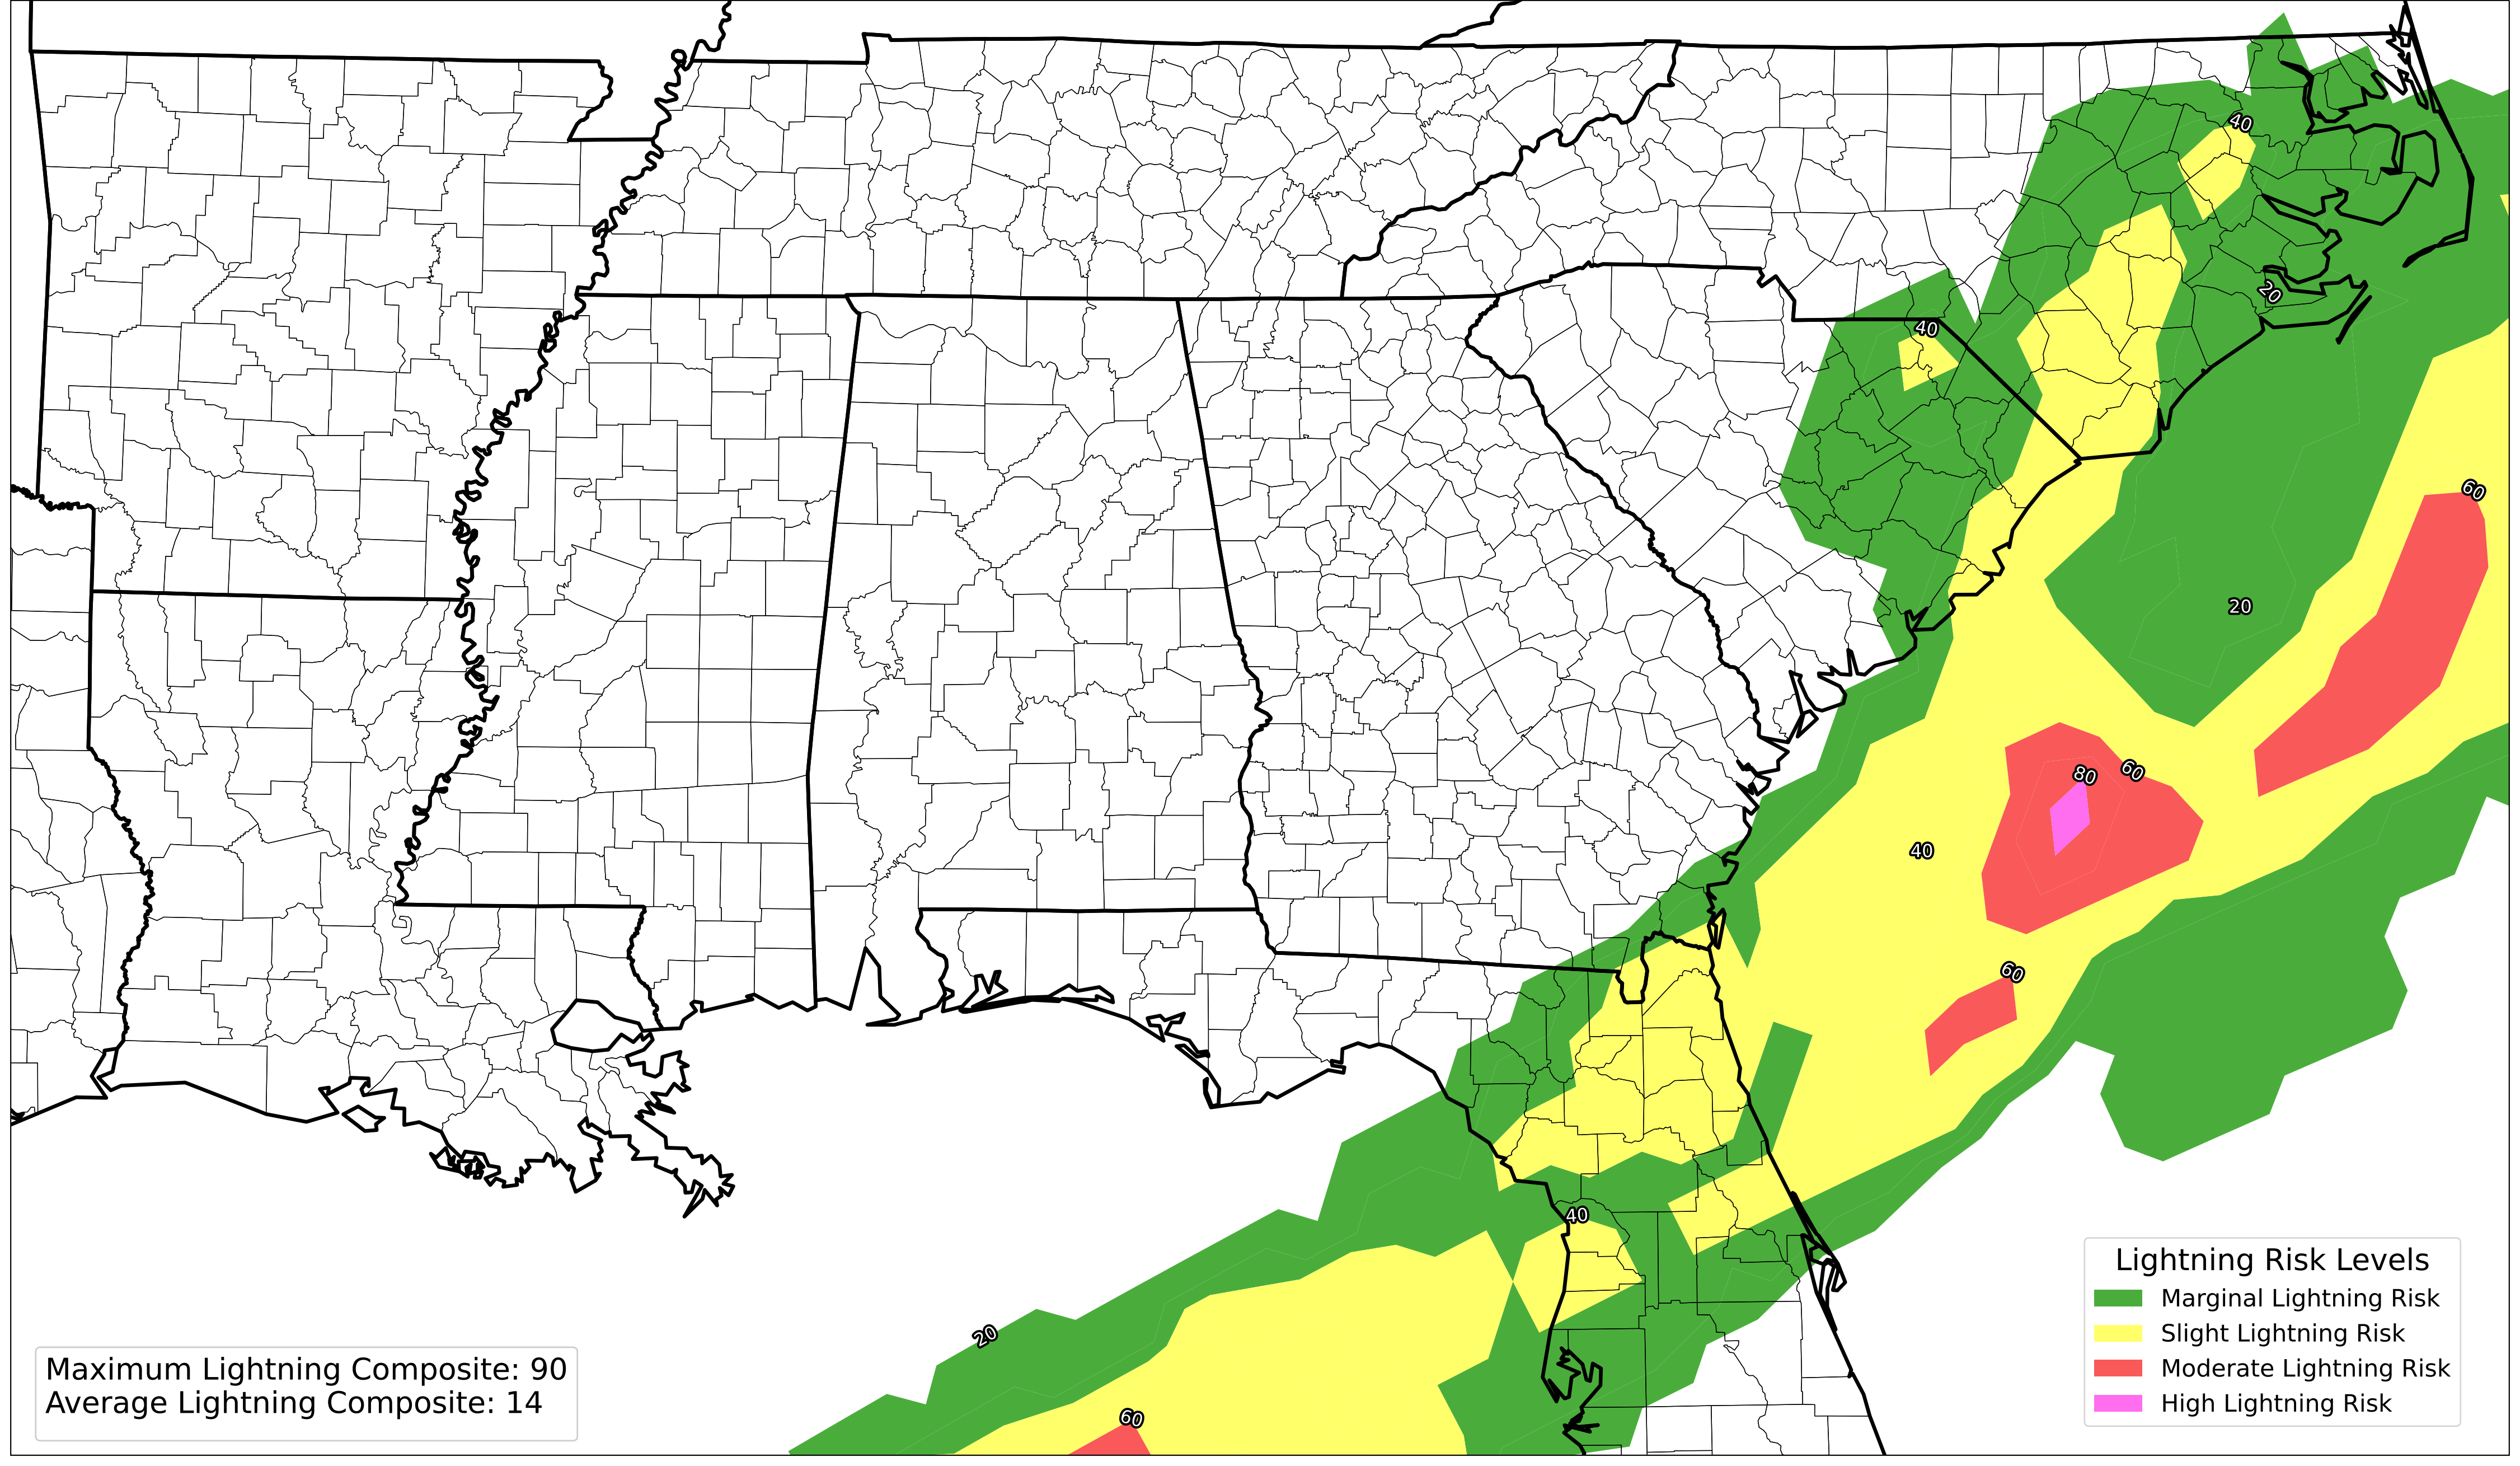 40
20
40
60
20
80
60
40
60
40
20
60
Lightning Risk Levels
Marginal Lightning Risk
Slight Lightning Risk
Moderate Lightning Risk
High Lightning Risk
Maximum Lightning Composite: 90
Average Lightning Composite: 14